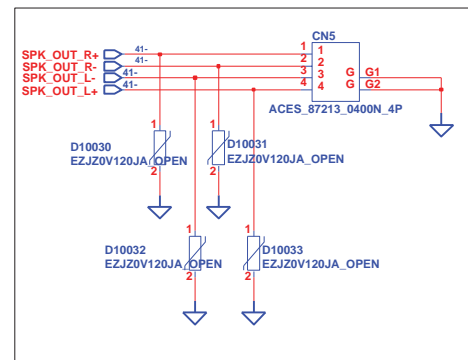 CN5
SPK_OUT_R+ 41- 1 1
SPK_OUT_R- 41- 2 2
SPK_OUT_L- 41- 3 3 G G1
SPK_OUT_L+ 41- 4 4 G G2
ACES_87213_0400N_4P
1 1
D10030 D10031
EZJZ0V120JA_OPEN EZJZ0V120JA_OPEN
2 2
1 1
D10032 D10033
EZJZ0V120JA_OPEN EZJZ0V120JA_OPEN
2 2